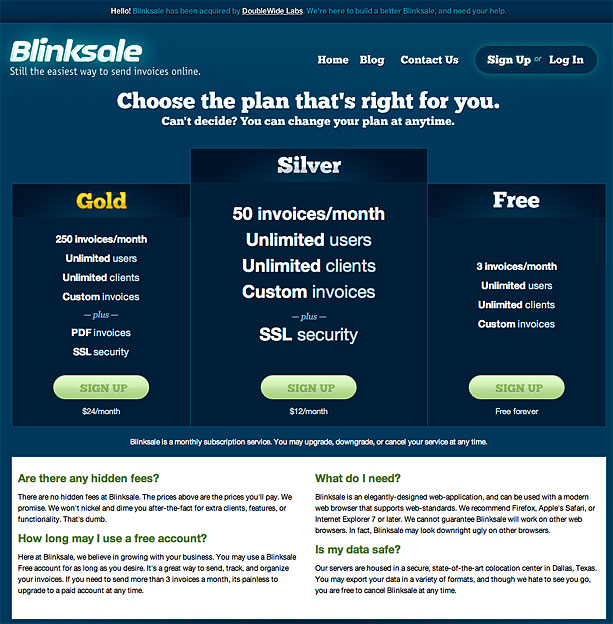 Hello! Blinksale has been acquired by DoubleWide Labs. We're here to build a better Blinksale, and need your help.
Blinksale
Still the easiest way to send invoices online.
Home Blog Contact Us Sign Up or Log In
Choose the plan that's right for you.
Can't decide? You can change your plan at anytime.
Gold
250 invoices/month
Unlimited users
Unlimited clients
Custom invoices
— plus —
PDF invoices
SSL security
SIGN UP
$24/month
Silver
50 invoices/month
Unlimited users
Unlimited clients
Custom invoices
— plus —
SSL security
SIGN UP
$12/month
Free
3 invoices/month
Unlimited users
Unlimited clients
Custom invoices
SIGN UP
Free forever
Blinksale is a monthly subscription service. You may upgrade, downgrade, or cancel your service at any time.
Are there any hidden fees?
There are no hidden fees at Blinksale. The prices above are the prices you'll pay. We
promise. We won't nickel and dime you after-the-fact for extra clients, features, or
functionality. That's dumb.
How long may I use a free account?
Here at Blinksale, we believe in growing with your business. You may use a Blinksale
Free account for as long as you desire. It's a great way to send, track, and organize
your invoices. If you need to send more than 3 invoices a month, its painless to
upgrade to a paid account at any time.
What do I need?
Blinksale is an elegantly-designed web-application, and can be used with a modern
web browser that supports web-standards. We recommend Firefox, Apple's Safari, or
Internet Explorer 7 or later. We cannot guarantee Blinksale will work on other web
browsers. In fact, Blinksale may look downright ugly on other browsers.
Is my data safe?
Our servers are housed in a secure, state-of-the-art colocation center in Dallas, Texas.
You may export your data in a variety of formats, and though we hate to see you go,
you are free to cancel Blinksale at any time.